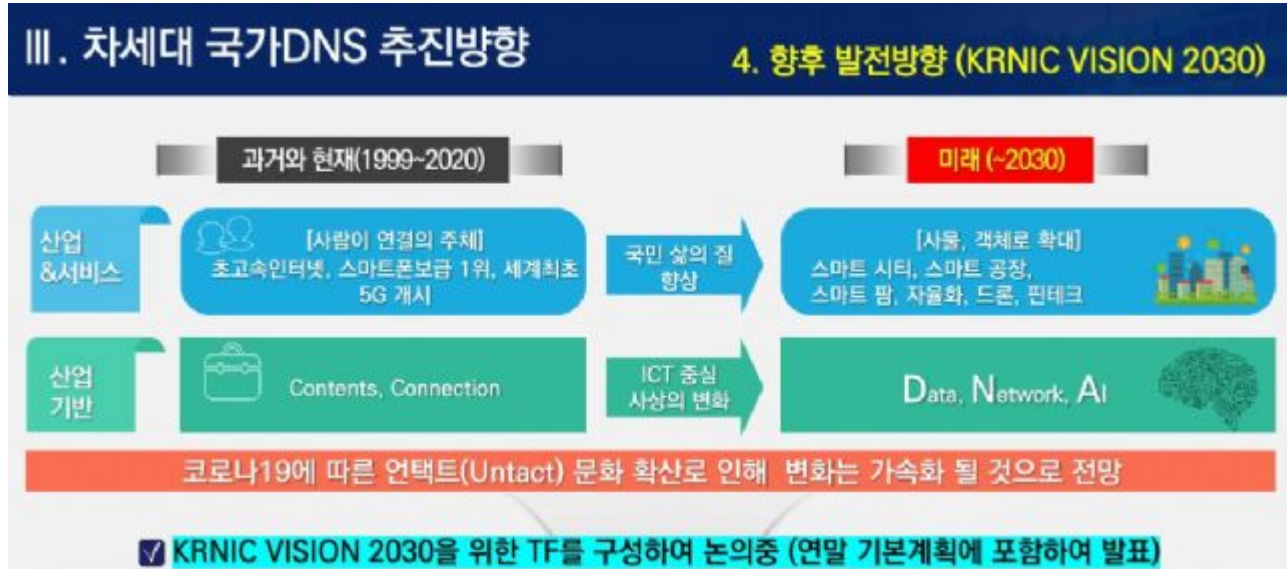 Ⅲ. 차세대 국가DNS 추진방향
4. 향후 발전방향 (KRNIC VISION 2030)
과거와 현재(1999~2020)
미래 (~2030)
산업
&서비스
[사람이 연결의 주체]
초고속인터넷, 스마트폰보급 1위, 세계최초
5G 개시
국민 삶의 질
향상
[사물, 객체로 확대]
스마트 시티, 스마트 공장,
스마트 팜, 자율화, 드론, 핀테크
산업
기반
Contents, Connection
ICT 중심
사상의 변화
Data, Network, AI
코로나19에 따른 언택트(Untact) 문화 확산로 인해 변화는 가속화 될 것으로 전망
KRNIC VISION 2030을 위한 TF를 구성하여 논의중 (연말 기본계획에 포함하여 발표)